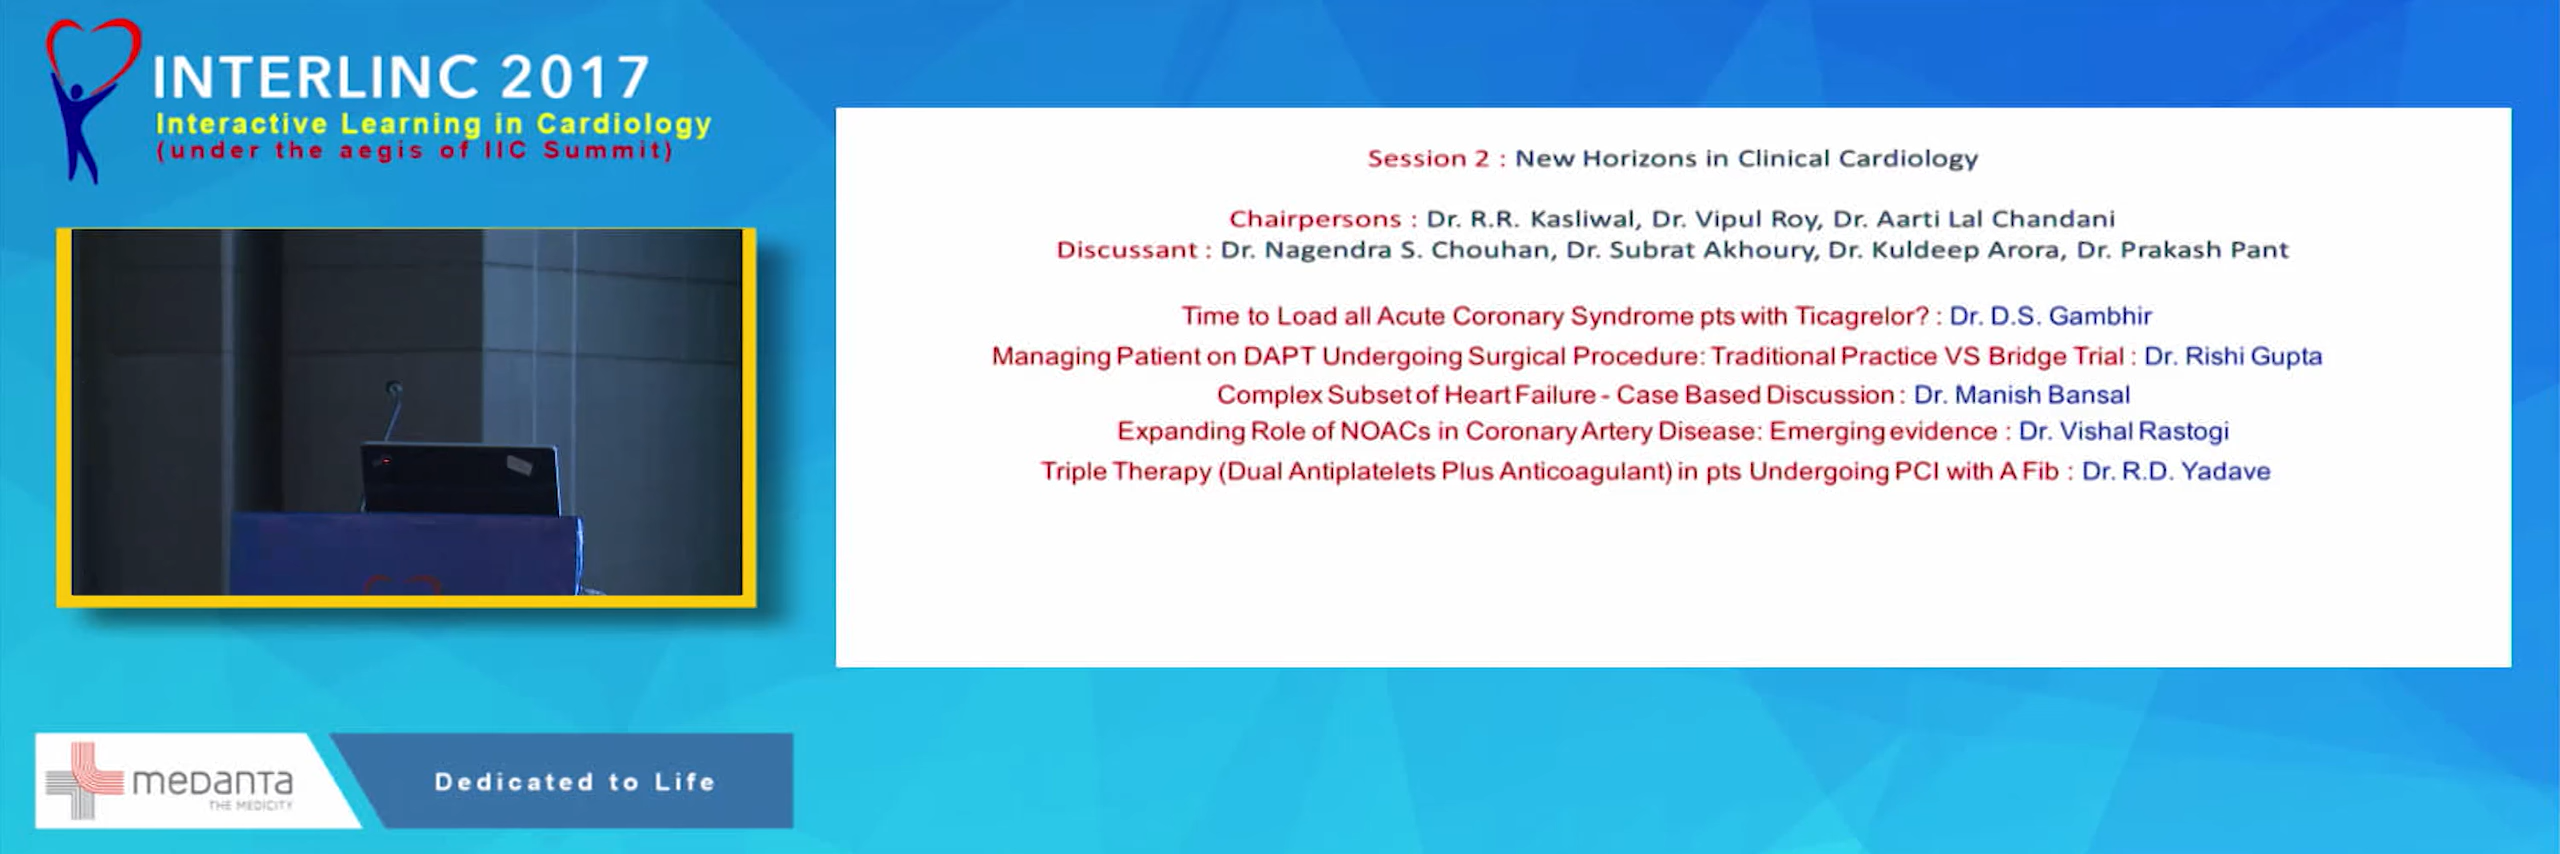 INTERLINC 2017
Interactive Learning in Cardiology
(under the aegis of IIC Summit)
Session 2 : New Horizons in Clinical Cardiology
Chairpersons : Dr. R.R. Kasliwal, Dr. Vipul Roy, Dr. Aarti Lal Chandani
Discussant : Dr. Nagendra S. Chouhan, Dr. Subrat Akhoury, Dr. Kuldeep Arora, Dr. Prakash Pant
Time to Load all Acute Coronary Syndrome pts with Ticagrelor? : Dr. D.S. Gambhir
Managing Patient on DAPT Undergoing Surgical Procedure: Traditional Practice VS Bridge Trial : Dr. Rishi Gupta
Complex Subset of Heart Failure - Case Based Discussion : Dr. Manish Bansal
Expanding Role of NOACs in Coronary Artery Disease: Emerging evidence : Dr. Vishal Rastogi
Triple Therapy (Dual Antiplatelets Plus Anticoagulant) in pts Undergoing PCI with A Fib : Dr. R.D. Yadave
medanta
THE MEDICITY
Dedicated to Life